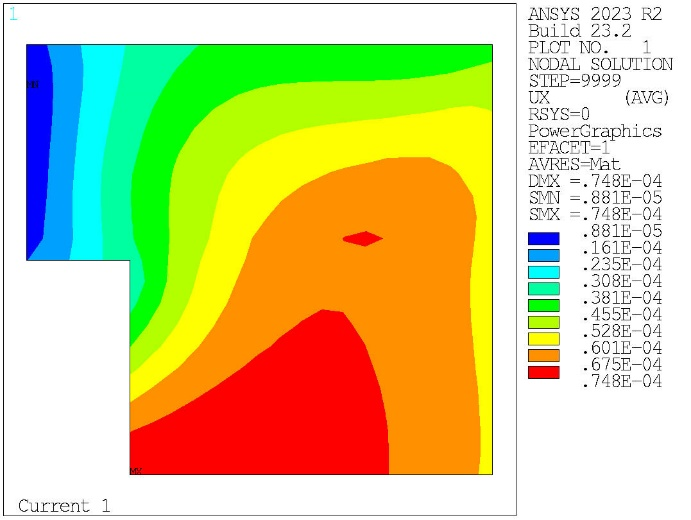 1
ANSYS 2023 R2
Build 23.2
PLOT NO. 1
NODAL SOLUTION
STEP=9999
UX (AVG)
RSYS=0
PowerGraphics
EFACET=1
AVRES=Mat
DMX =.748E-04
SMN =.881E-05
SMX =.748E-04
.881E-05
.161E-04
.235E-04
.308E-04
.381E-04
.455E-04
.528E-04
.601E-04
.675E-04
.748E-04
MN
MX
Current 1